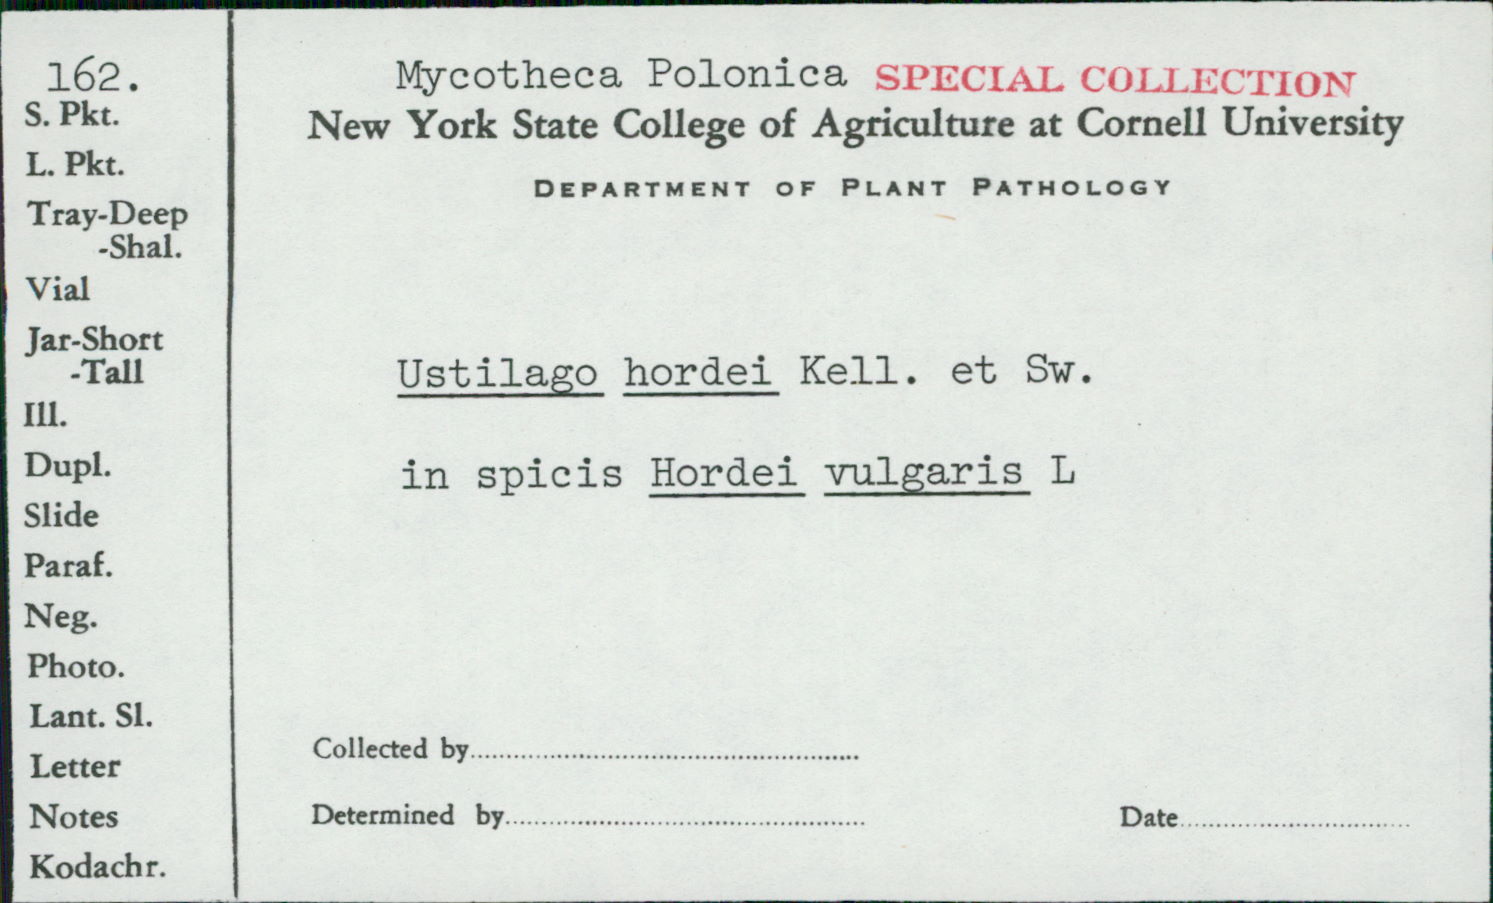 162.
S. Pkt.
L. Pkt.
Tray-Deep
-Shal.
Vial
Jar-Short
-Tall
Ill.
Dupl.
Slide
Paraf.
Neg.
Photo.
Lant. Sl.
Letter
Notes
Kodachr.
Mycotheca Polonica SPECIAL COLLECTION
New York State College of Agriculture at Cornell University
DEPARTMENT OF PLANT PATHOLOGY
Ustilago hordei Kell. et Sw.
in spicis Hordei vulgaris L
Collected by
Determined by Date